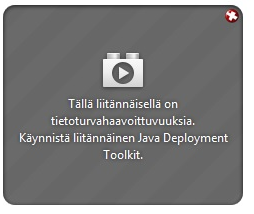 Tällä liitännäisellä on
tietoturvahaavoittuvuuksia.
Käynnistä liitännäinen Java Deployment
Toolkit.